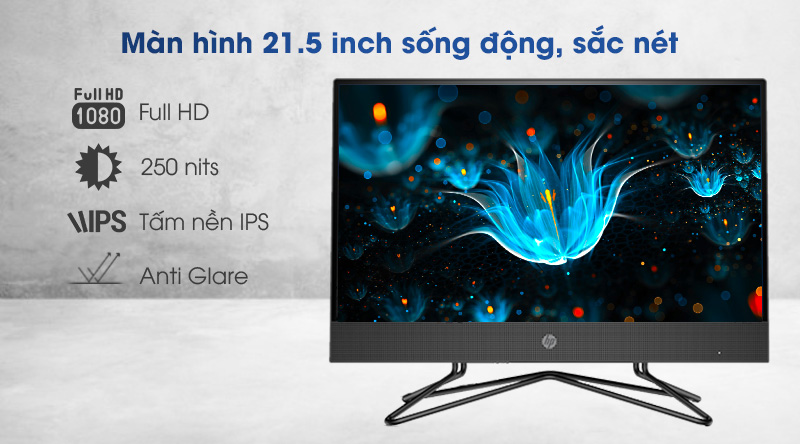 Màn hình 21.5 inch sống động, sắc nét
Full HD
1080
Full HD
250 nits
IPS
Tấm nền IPS
Anti Glare
hp